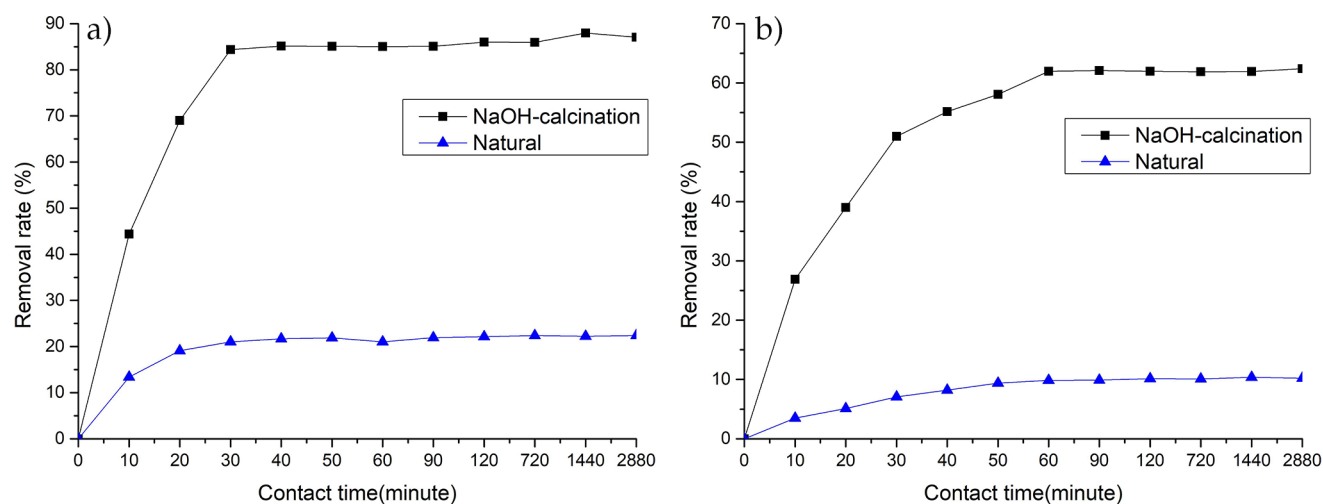 a)
90
80
70
60
50
40
30
20
10
0
Removal rate (%)
NaOH-calcination
Natural
0 10 20 30 40 50 60 90 120 720 1440 2880
Contact time(minute)
b)
70
60
50
40
30
20
10
0
Removal rate (%)
NaOH-calcination
Natural
0 10 20 30 40 50 60 90 120 720 1440 2880
Contact time(minute)